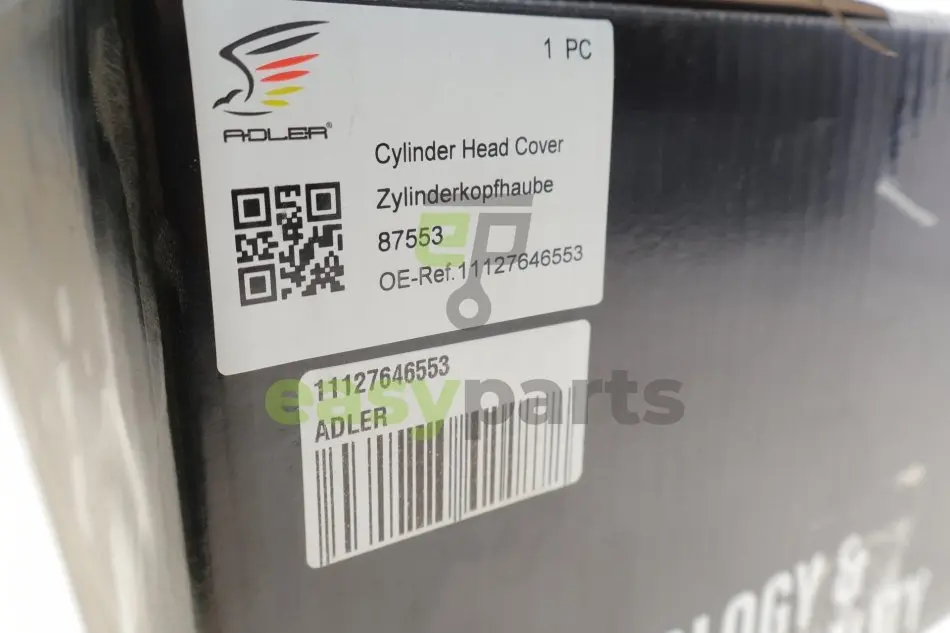 1 PC
ADLER®
Cylinder Head Cover
Zylinderkopfhaube
87553
OE-Ref.11127646553
11127646553
ADLER
easyparts